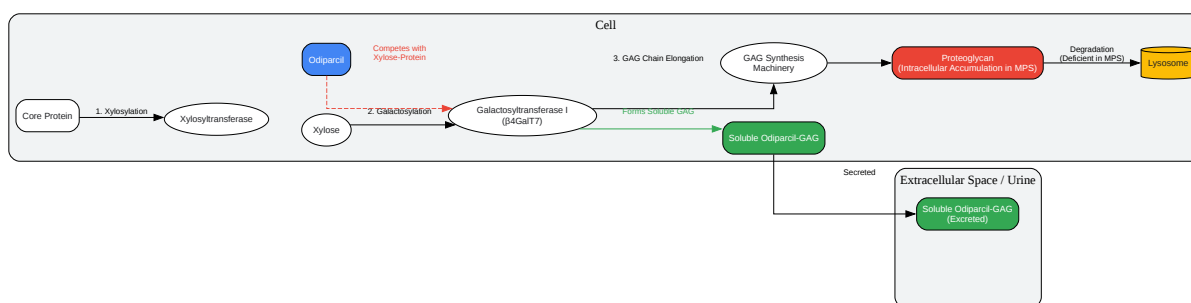 Cell
Odiparcil
Competes with
Xylose-Protein
3. GAG Chain Elongation
GAG Synthesis
Machinery
Proteoglycan
(Intracellular Accumulation in MPS)
Degradation
(Deficient in MPS)
Lysosome
Core Protein
1. Xylosylation
Xylosyltransferase
Xylose
2. Galactosylation
Galactosyltransferase I
(β4GalT7)
Forms Soluble GAG
Soluble Odiparcil-GAG
Secreted
Extracellular Space / Urine
Soluble Odiparcil-GAG
(Excreted)